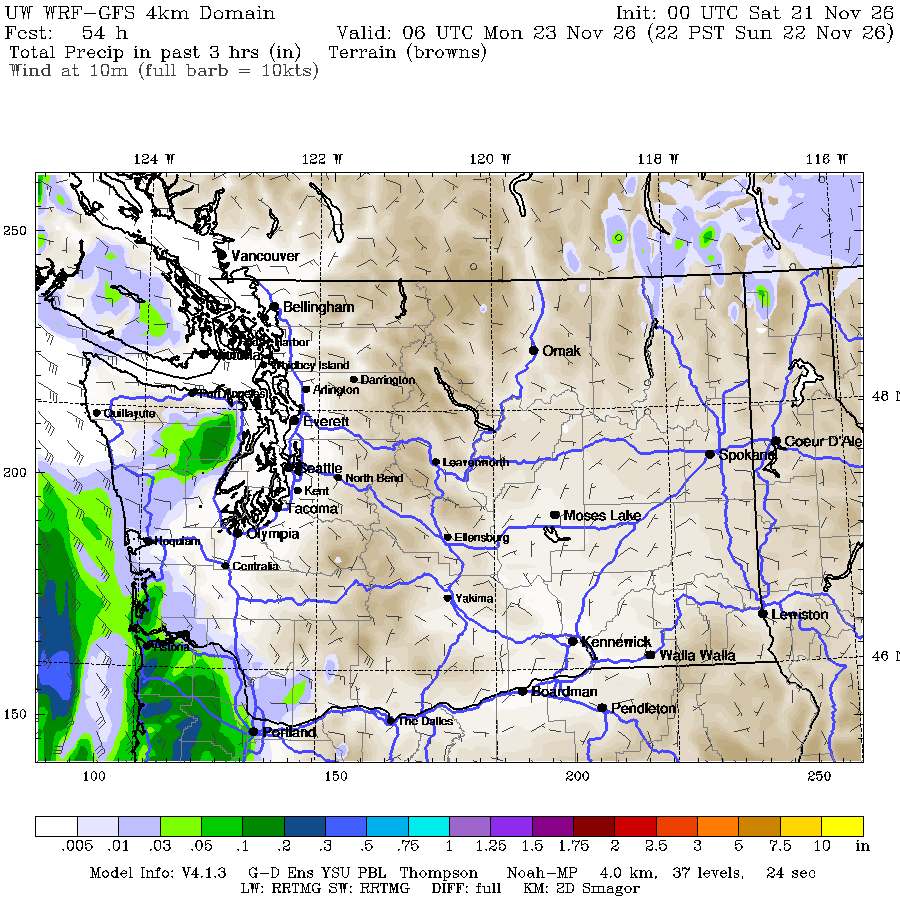 UW WRF-GFS 4km Domain Init: 00 UTC Sat 21 Nov 26
Fcst: 54 h Valid: 06 UTC Mon 23 Nov 26 (22 PST Sun 22 Nov 26)
Total Precip in past 3 hrs (in) Terrain (browns)
Wind at 10m (full barb = 10kts)
124 W 122 W 120 W 118 W 116 W
250
Vancouver
Bellingham
Harbor
Whidbey Island
Omak
Darrington
Arlington
Port Angeles
48 N
Quillayute
Everett
Coeur D'Ale
Spokane
Leavenworth
200
Seattle
North Bend
Kent
Tacoma
Moses Lake
Olympia
Ellensburg
Hoquiam
Centralia
Yakima
Lewiston
Kennewick
Astoria
Walla Walla
46 N
Boardman
Pendleton
150
The Dalles
Portland
100 150 200 250
.005 .01 .03 .05 .1 .2 .3 .5 .75 1 1.25 1.5 1.75 2 2.5 3 5 7.5 10 in
Model Info: V4.1.3 G-D Ens YSU PBL Thompson Noah-MP 4.0 km, 37 levels, 24 sec
LW: RRTMG SW: RRTMG DIFF: full KM: 2D Smagor